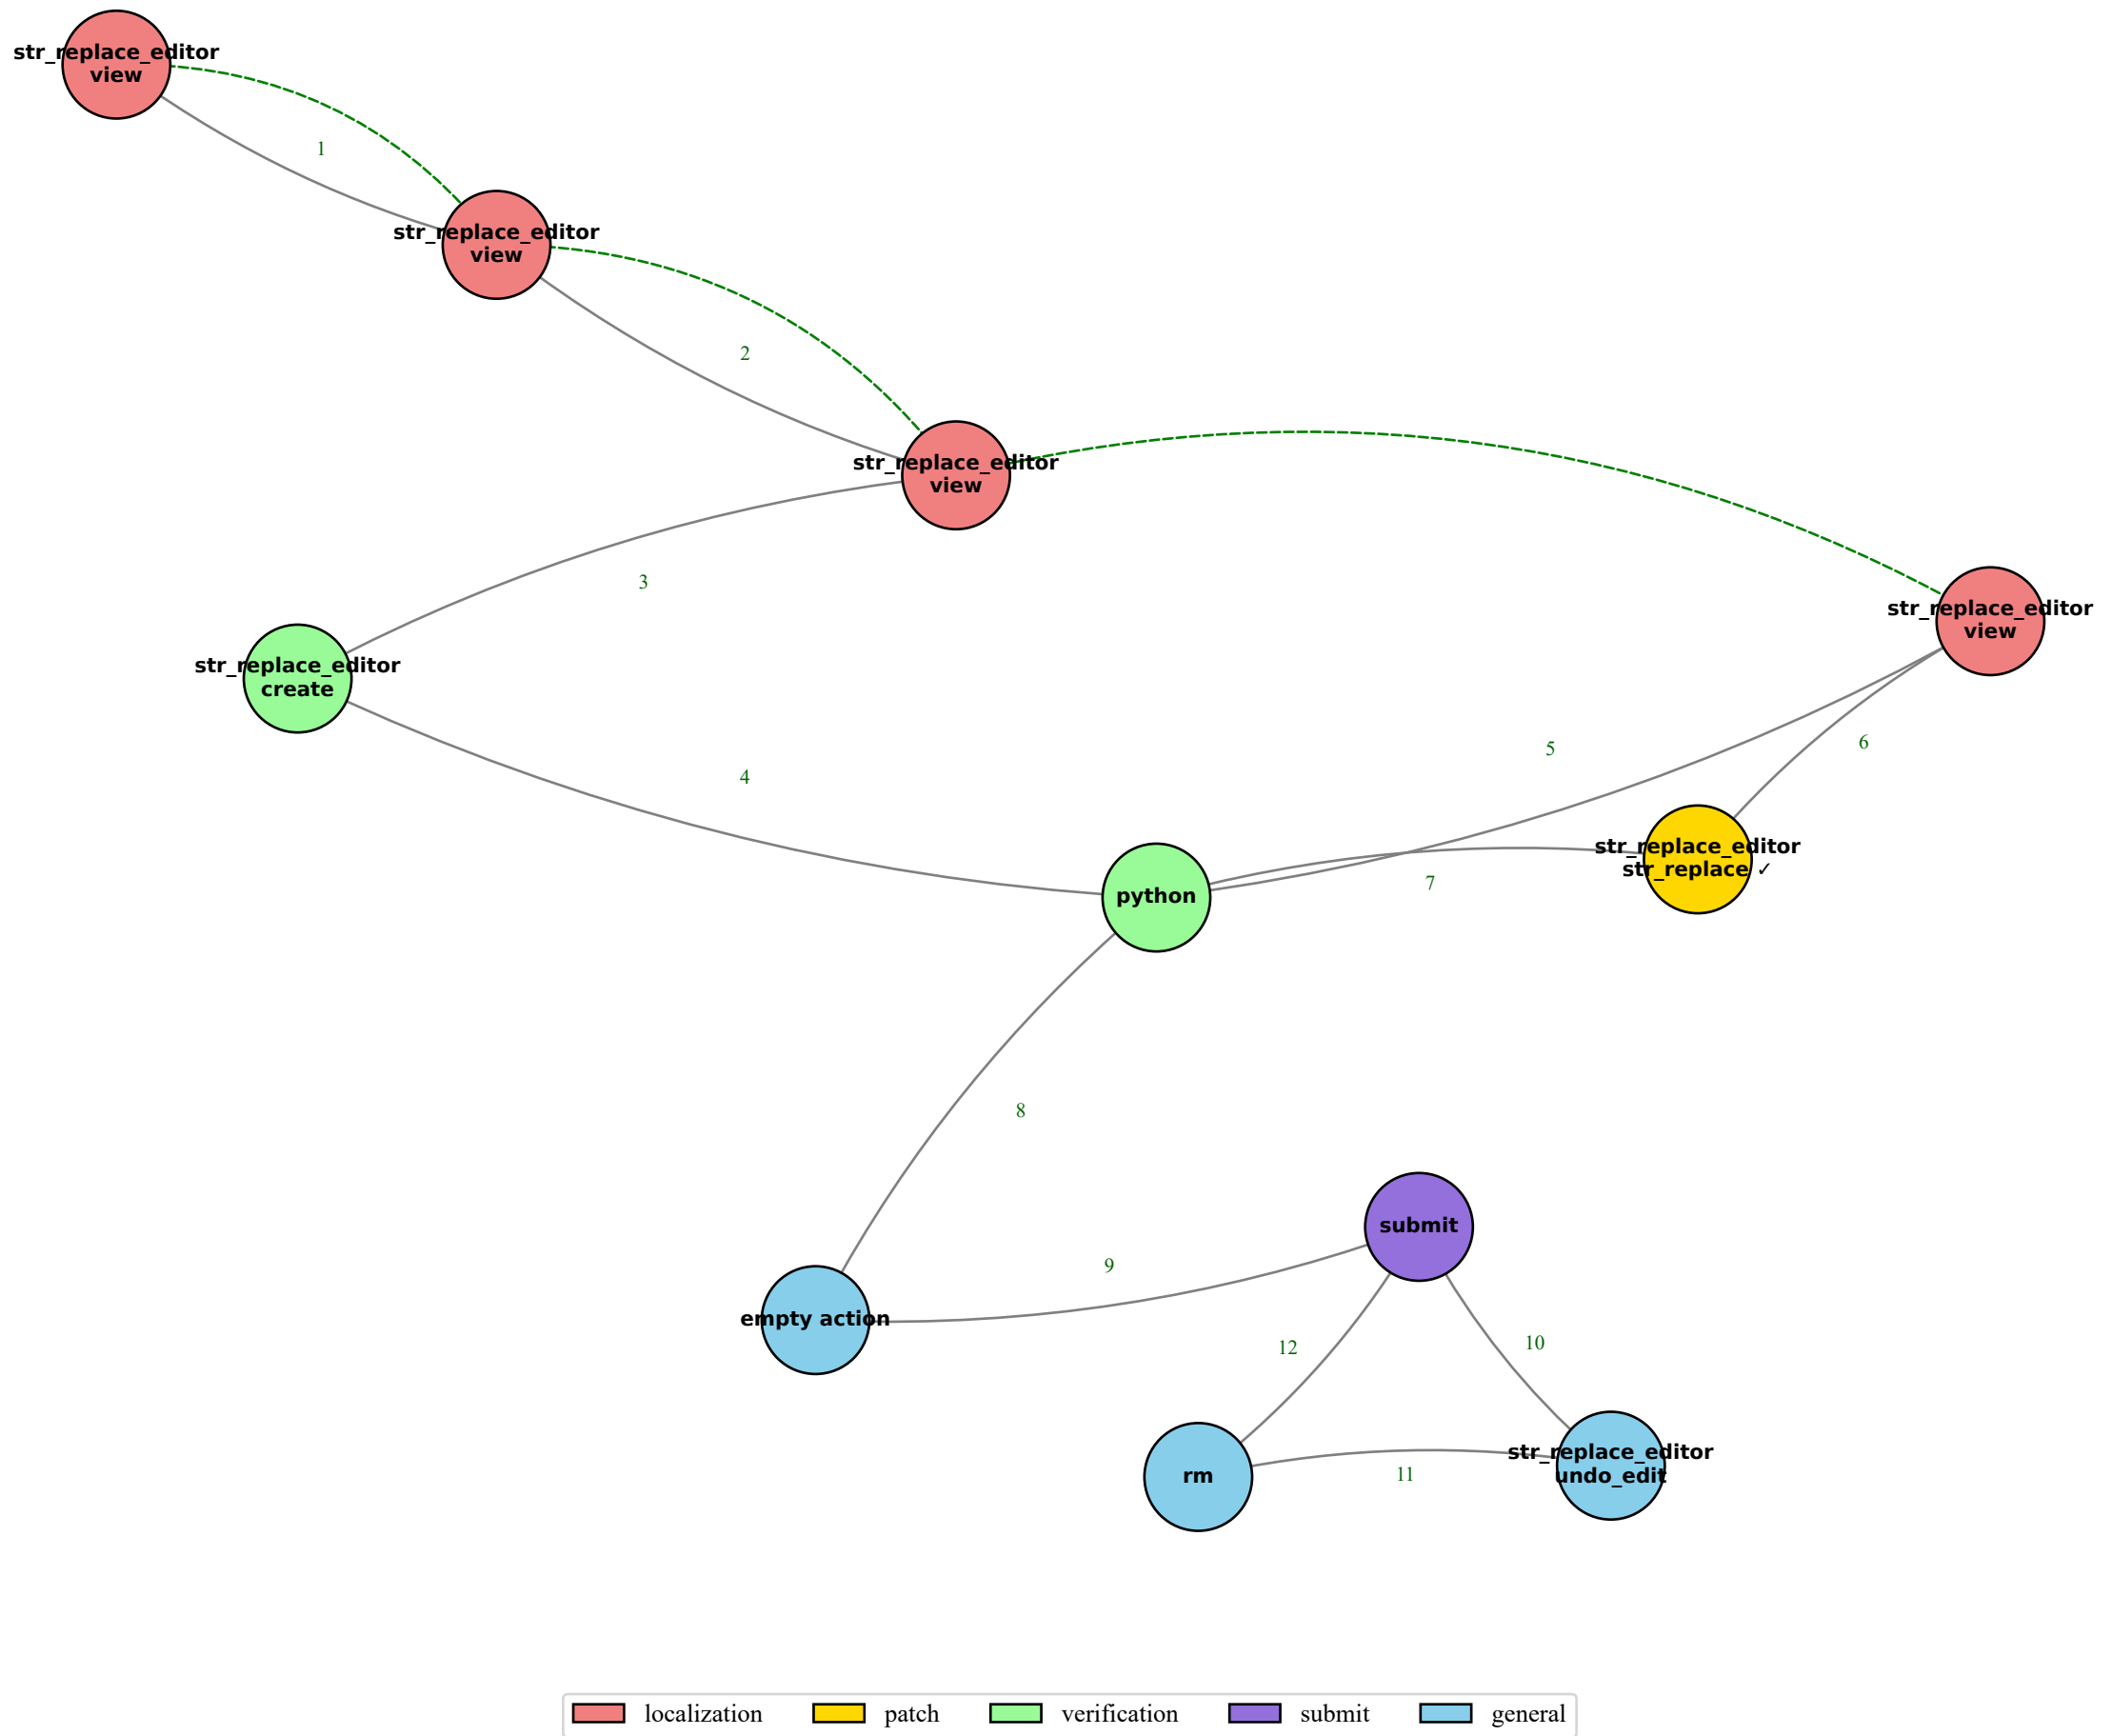 str_replace_editor
view
1
str_replace_editor
view
2
str_replace_editor
view
3
str_replace_editor
view
str_replace_editor
create
4
5
6
str_replace_editor
str_replace ✓
python
7
8
submit
9
empty action
12
10
str_replace_editor
undo_edit
rm
11
localization
patch
verification
submit
general